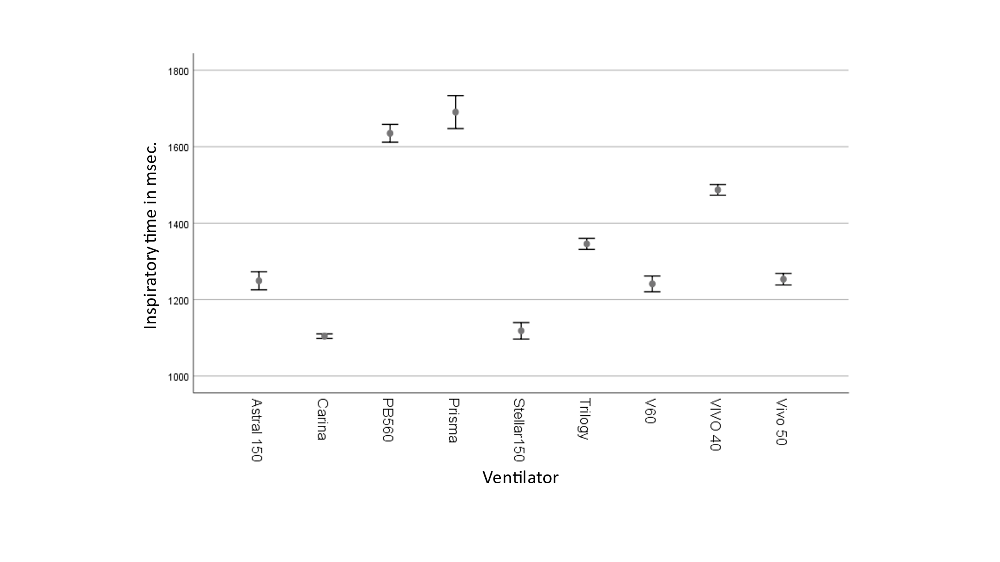 Inspiratory time in msec.
1800
1600
1400
1200
1000
Astral 150
Carina
PB560
Prisma
Stellar150
Trilogy
V60
VIVO 40
Vivo 50
Ventilator